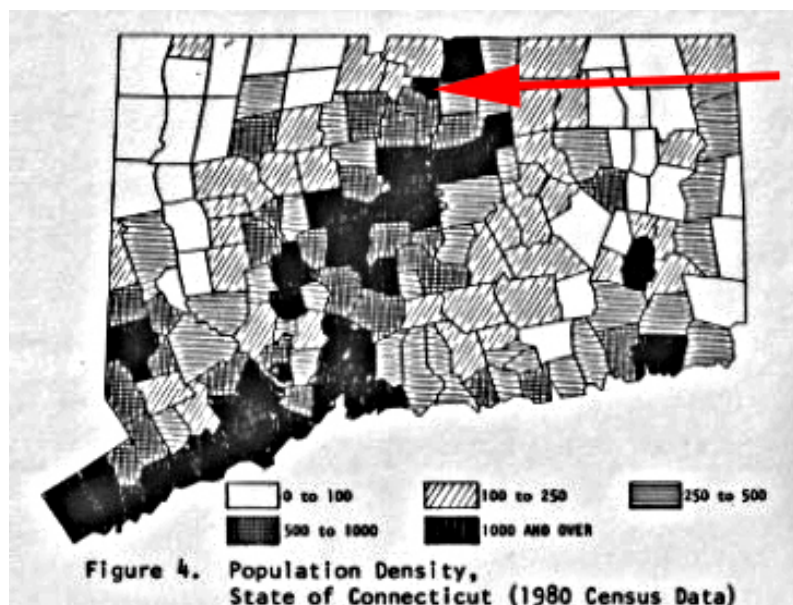 0 to 100
100 to 250
250 to 500
500 to 1000
1000 AND OVER
Figure 4. Population Density,
State of Connecticut (1980 Census Data)